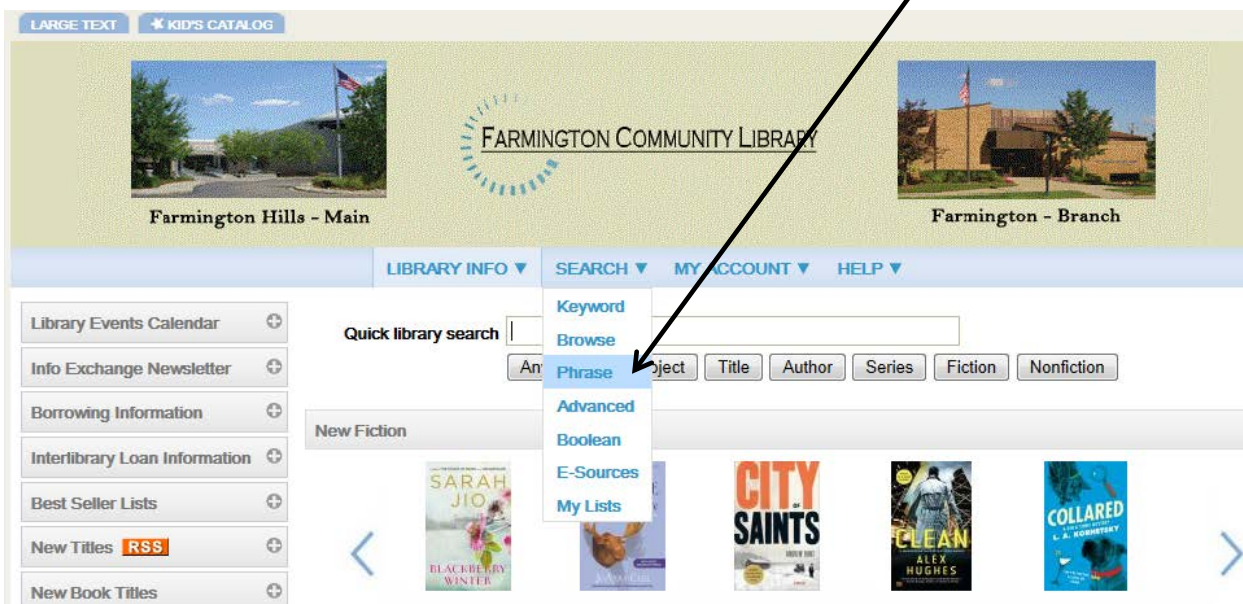 LARGE TEXT KID'S CATALOG
FARMINGTON COMMUNITY LIBRARY
Farmington Hills - Main
Farmington - Branch
LIBRARY INFO ▼ SEARCH ▼ MY ACCOUNT ▼ HELP ▼
Keyword
Browse
Phrase
Advanced
Boolean
E-Sources
My Lists
Library Events Calendar
Info Exchange Newsletter
Borrowing Information
Interlibrary Loan Information
Best Seller Lists
New Titles RSS
New Book Titles
Quick library search
Title Author Series Fiction Nonfiction
New Fiction
SARAH
JIO
BLACKBERRY
WINTER
CITY
OF
SAINTS
CLEAN
ALEX
HUGHES
COLLARED
L. A. KORNETSKY